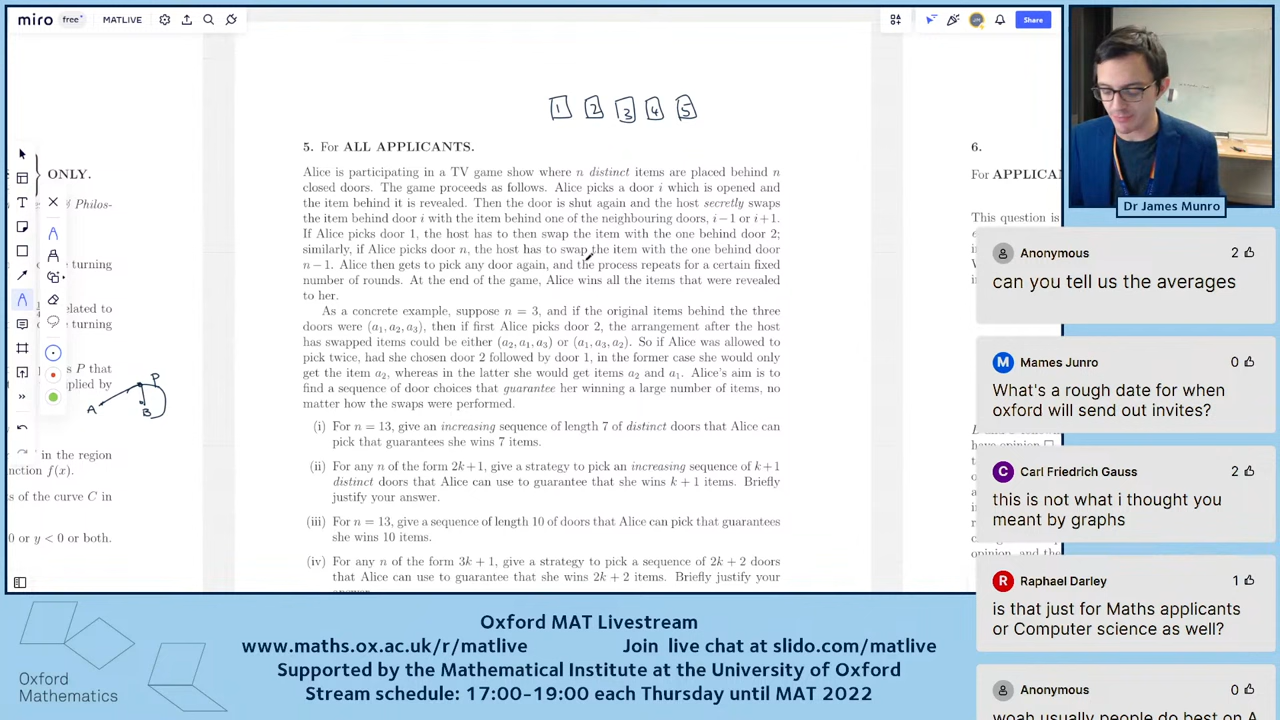 miro free MATLIVE Share
1 2 3 4 5
5. For ALL APPLICANTS.
Alice is participating in a TV game show where n distinct items are placed behind n
closed doors. The game proceeds as follows. Alice picks a door i which is opened and
the item behind it is revealed. Then the door is shut again and the host secretly swaps
the item behind door i with the item behind one of the neighbouring doors, i−1 or i+1.
If Alice picks door 1, the host has to then swap the item with the one behind door 2;
similarly, if Alice picks door n, the host has to swap the item with the one behind door
n−1. Alice then gets to pick any door again, and the process repeats for a certain fixed
number of rounds. At the end of the game, Alice wins all the items that were revealed
to her.
As a concrete example, suppose n = 3, and if the original items behind the three
doors were (a₁, a₂, a₃), then if first Alice picks door 2, the arrangement after the host
has swapped items could be either (a₂, a₁, a₃) or (a₁, a₃, a₂). So if Alice was allowed to
pick twice, had she chosen door 2 followed by door 1, in the former case she would only
get the item a₂, whereas in the latter she would get items a₂ and a₁. Alice's aim is to
find a sequence of door choices that guarantee her winning a large number of items, no
matter how the swaps were performed.
(i) For n = 13, give an increasing sequence of length 7 of distinct doors that Alice can
pick that guarantees she wins 7 items.
(ii) For any n of the form 2k+1, give a strategy to pick an increasing sequence of k+1
distinct doors that Alice can use to guarantee that she wins k + 1 items. Briefly
justify your answer.
(iii) For n = 13, give a sequence of length 10 of doors that Alice can pick that guarantees
she wins 10 items.
(iv) For any n of the form 3k + 1, give a strategy to pick a sequence of 2k + 2 doors
that Alice can use to guarantee that she wins 2k + 2 items. Briefly justify your
ONLY.
of Philos-
turning
elated to
turning
s P that
iplied by
P
A
B
in the region
nction f(x).
s of the curve C in
0 or y < 0 or both.
6.
For APPLICA
This question is
Dr James Munro
Anonymous 2
can you tell us the averages
M Mames Junro 0
What's a rough date for when
oxford will send out invites?
C Carl Friedrich Gauss 2
this is not what i thought you
meant by graphs
R Raphael Darley 1
is that just for Maths applicants
or Computer science as well?
Anonymous 0
woah usually people do best on A
Oxford
Mathematics
Oxford MAT Livestream
www.maths.ox.ac.uk/r/matlive Join live chat at slido.com/matlive
Supported by the Mathematical Institute at the University of Oxford
Stream schedule: 17:00-19:00 each Thursday until MAT 2022